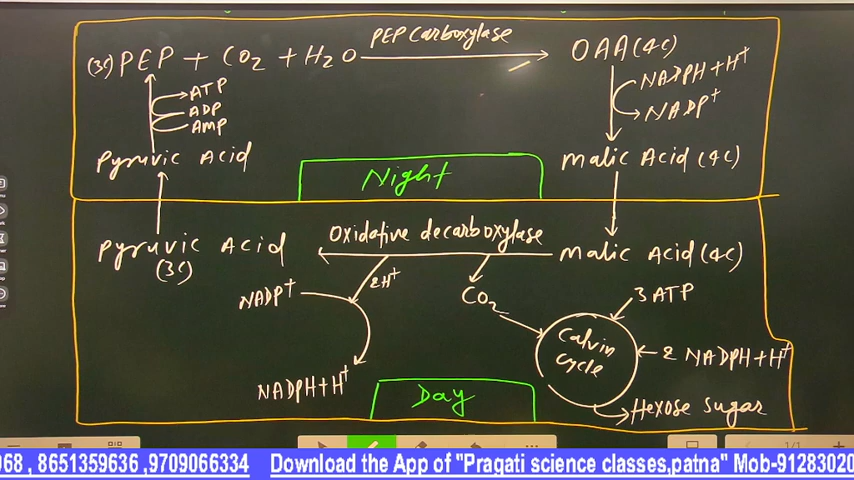 (3C) PEP + CO2 + H2O PEP Carboxylase OAA (4C)
ATP
ADP
AMP
NADPH + H+
NADP+
Pyruvic Acid
Malic Acid (4C)
Night
Pyruvic Acid
(3C)
Oxidative decarboxylase
Malic Acid (4C)
NADP+
2H+
CO2
3 ATP
Calvin
cycle
2 NADPH + H+
NADPH + H+
Day
Hexose sugar
1/1
068 , 8651359636 ,9709066334 Download the App of "Pragati science classes,patna" Mob-91283020